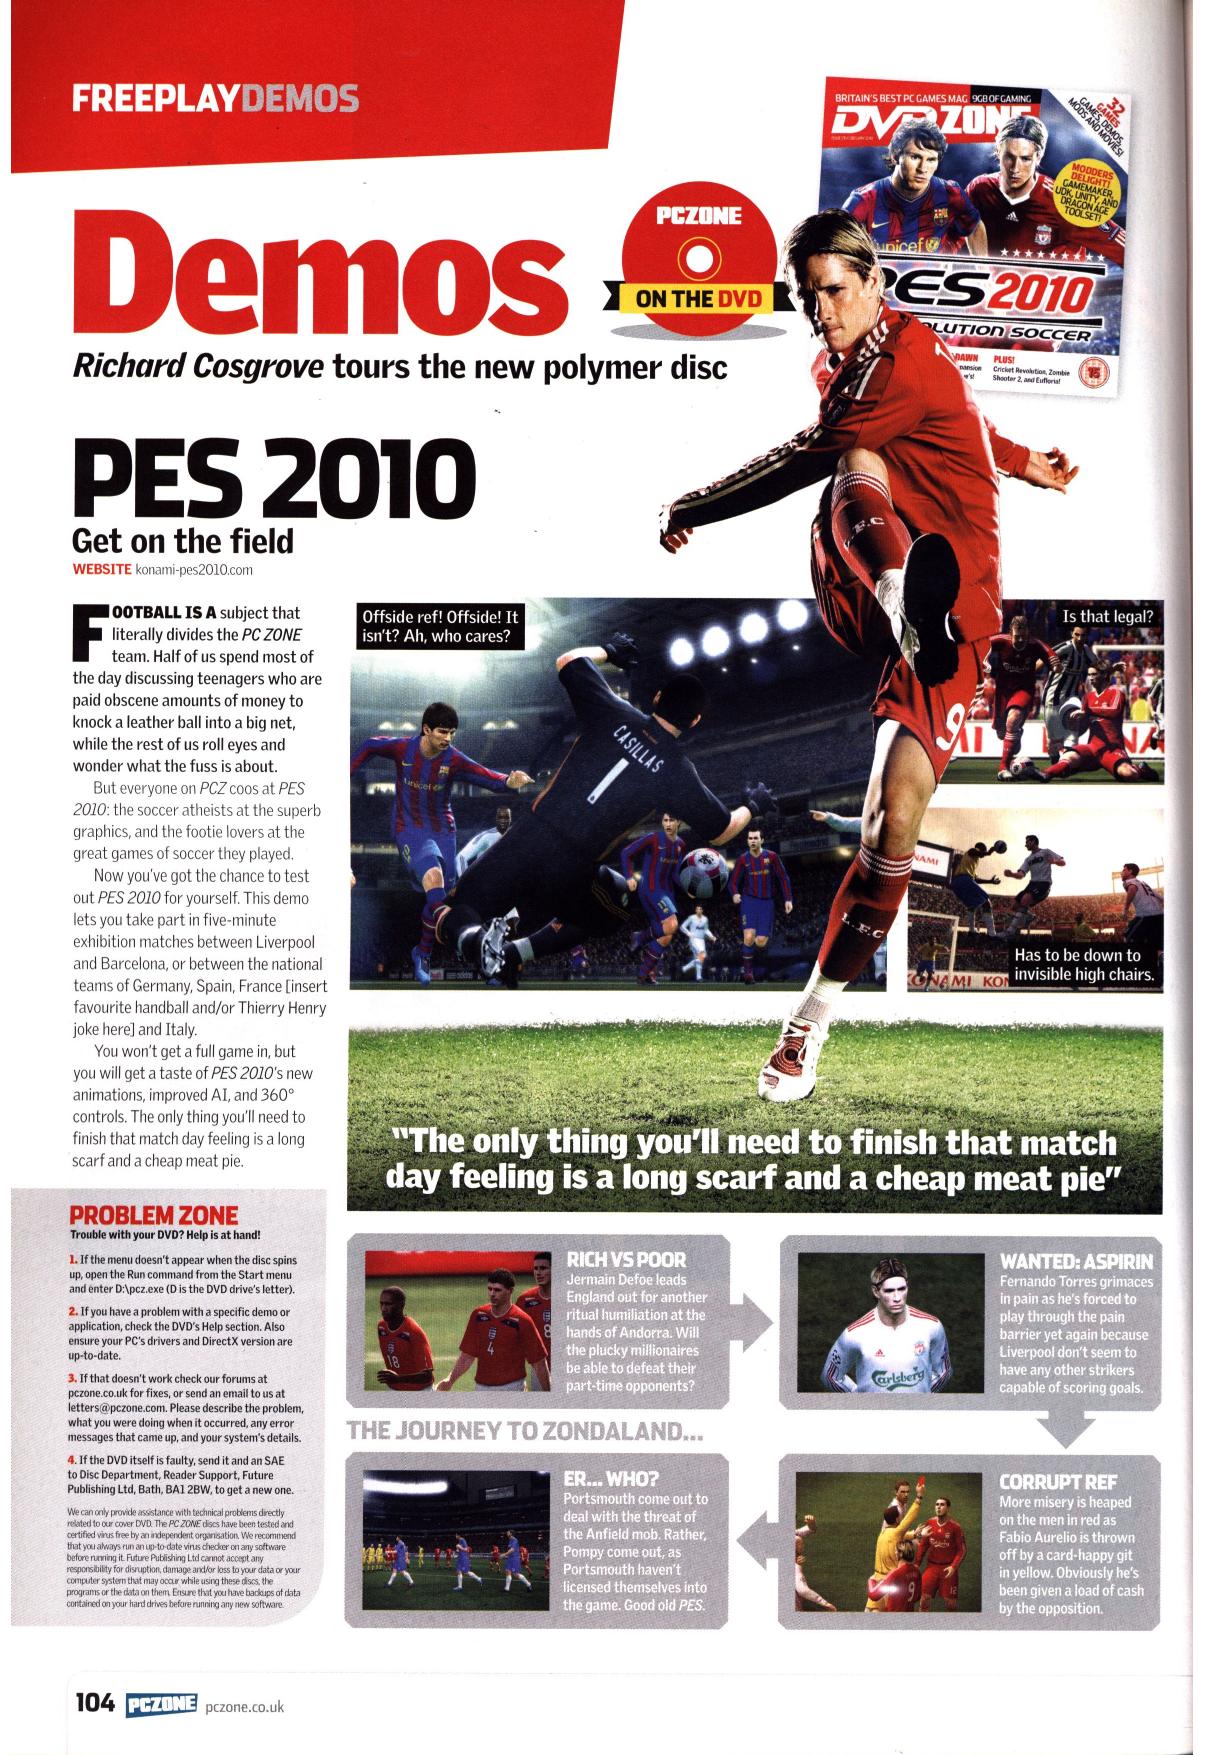 FREEPLAYDEMOS
BRITAIN'S BEST PC GAMES MAG 9GB OF GAMING
DVD ZONE
32
GAMES
GAMES, DEMOS,
MODS AND MOVIES!
MODDERS
DELIGHT!
GAMEMAKER,
UDK, UNITY, AND
DRAGON AGE
TOOLSET!
unicef
PES 2010
OLUTION SOCCER
DAWN
PLUS!
Cricket Revolution, Zombie
Shooter 2, and Eufloria!
15
Demos
PCZONE
ON THE DVD
Richard Cosgrove tours the new polymer disc
PES 2010
Get on the field
WEBSITE konami-pes2010.com
FOOTBALL IS A subject that
literally divides the PC ZONE
team. Half of us spend most of
the day discussing teenagers who are
paid obscene amounts of money to
knock a leather ball into a big net,
while the rest of us roll eyes and
wonder what the fuss is about.
But everyone on PCZ coos at PES
2010: the soccer atheists at the superb
graphics, and the footie lovers at the
great games of soccer they played.
Now you've got the chance to test
out PES 2010 for yourself. This demo
lets you take part in five-minute
exhibition matches between Liverpool
and Barcelona, or between the national
teams of Germany, Spain, France [insert
favourite handball and/or Thierry Henry
joke here] and Italy.
You won't get a full game in, but
you will get a taste of PES 2010's new
animations, improved AI, and 360°
controls. The only thing you'll need to
finish that match day feeling is a long
scarf and a cheap meat pie.
Offside ref! Offside! It
isn't? Ah, who cares?
CASILLAS
1
unicef
L.F.C
9
L.F.C
Is that legal?
KONAMI KON
Has to be down to
invisible high chairs.
"The only thing you'll need to finish that match
day feeling is a long scarf and a cheap meat pie"
PROBLEM ZONE
Trouble with your DVD? Help is at hand!
1. If the menu doesn't appear when the disc spins
up, open the Run command from the Start menu
and enter D:\pcz.exe (D is the DVD drive's letter).
2. If you have a problem with a specific demo or
application, check the DVD's Help section. Also
ensure your PC's drivers and DirectX version are
up-to-date.
3. If that doesn't work check our forums at
pczone.co.uk for fixes, or send an email to us at
letters@pczone.com. Please describe the problem,
what you were doing when it occurred, any error
messages that came up, and your system's details.
4. If the DVD itself is faulty, send it and an SAE
to Disc Department, Reader Support, Future
Publishing Ltd, Bath, BA1 2BW, to get a new one.
We can only provide assistance with technical problems directly
related to our cover DVD. The PC ZONE discs have been tested and
certified virus free by an independent organisation. We recommend
that you always run an up-to-date virus checker on any software
before running it. Future Publishing Ltd cannot accept any
responsibility for disruption, damage and/or loss to your data or your
computer system that may occur while using these discs, the
programs or the data on them. Ensure that you have backups of data
contained on your hard drives before running any new software.
18
4
8
RICH VS POOR
Jermain Defoe leads
England out for another
ritual humiliation at the
hands of Andorra. Will
the plucky millionaires
be able to defeat their
part-time opponents?
Carlsberg
WANTED: ASPIRIN
Fernando Torres grimaces
in pain as he's forced to
play through the pain
barrier yet again because
Liverpool don't seem to
have any other strikers
capable of scoring goals.
THE JOURNEY TO ZONDALAND...
ER... WHO?
Portsmouth come out to
deal with the threat of
the Anfield mob. Rather,
Pompy come out, as
Portsmouth haven't
licensed themselves into
the game. Good old PES.
9
CORRUPT REF
More misery is heaped
on the men in red as
Fabio Aurelio is thrown
off by a card-happy git
in yellow. Obviously he's
been given a load of cash
by the opposition.
104 PCZONE pczone.co.uk